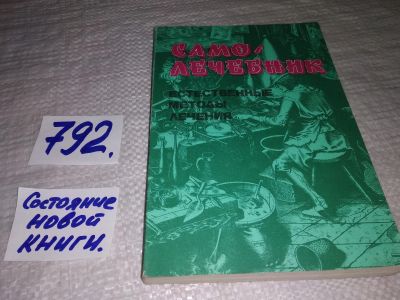 САМО/
ЛЕЧЕБНИК
ЕСТЕСТВЕННЫЕ
МЕТОДЫ
ЛЕЧЕНИЯ
792.
Состояние
новой
книги.